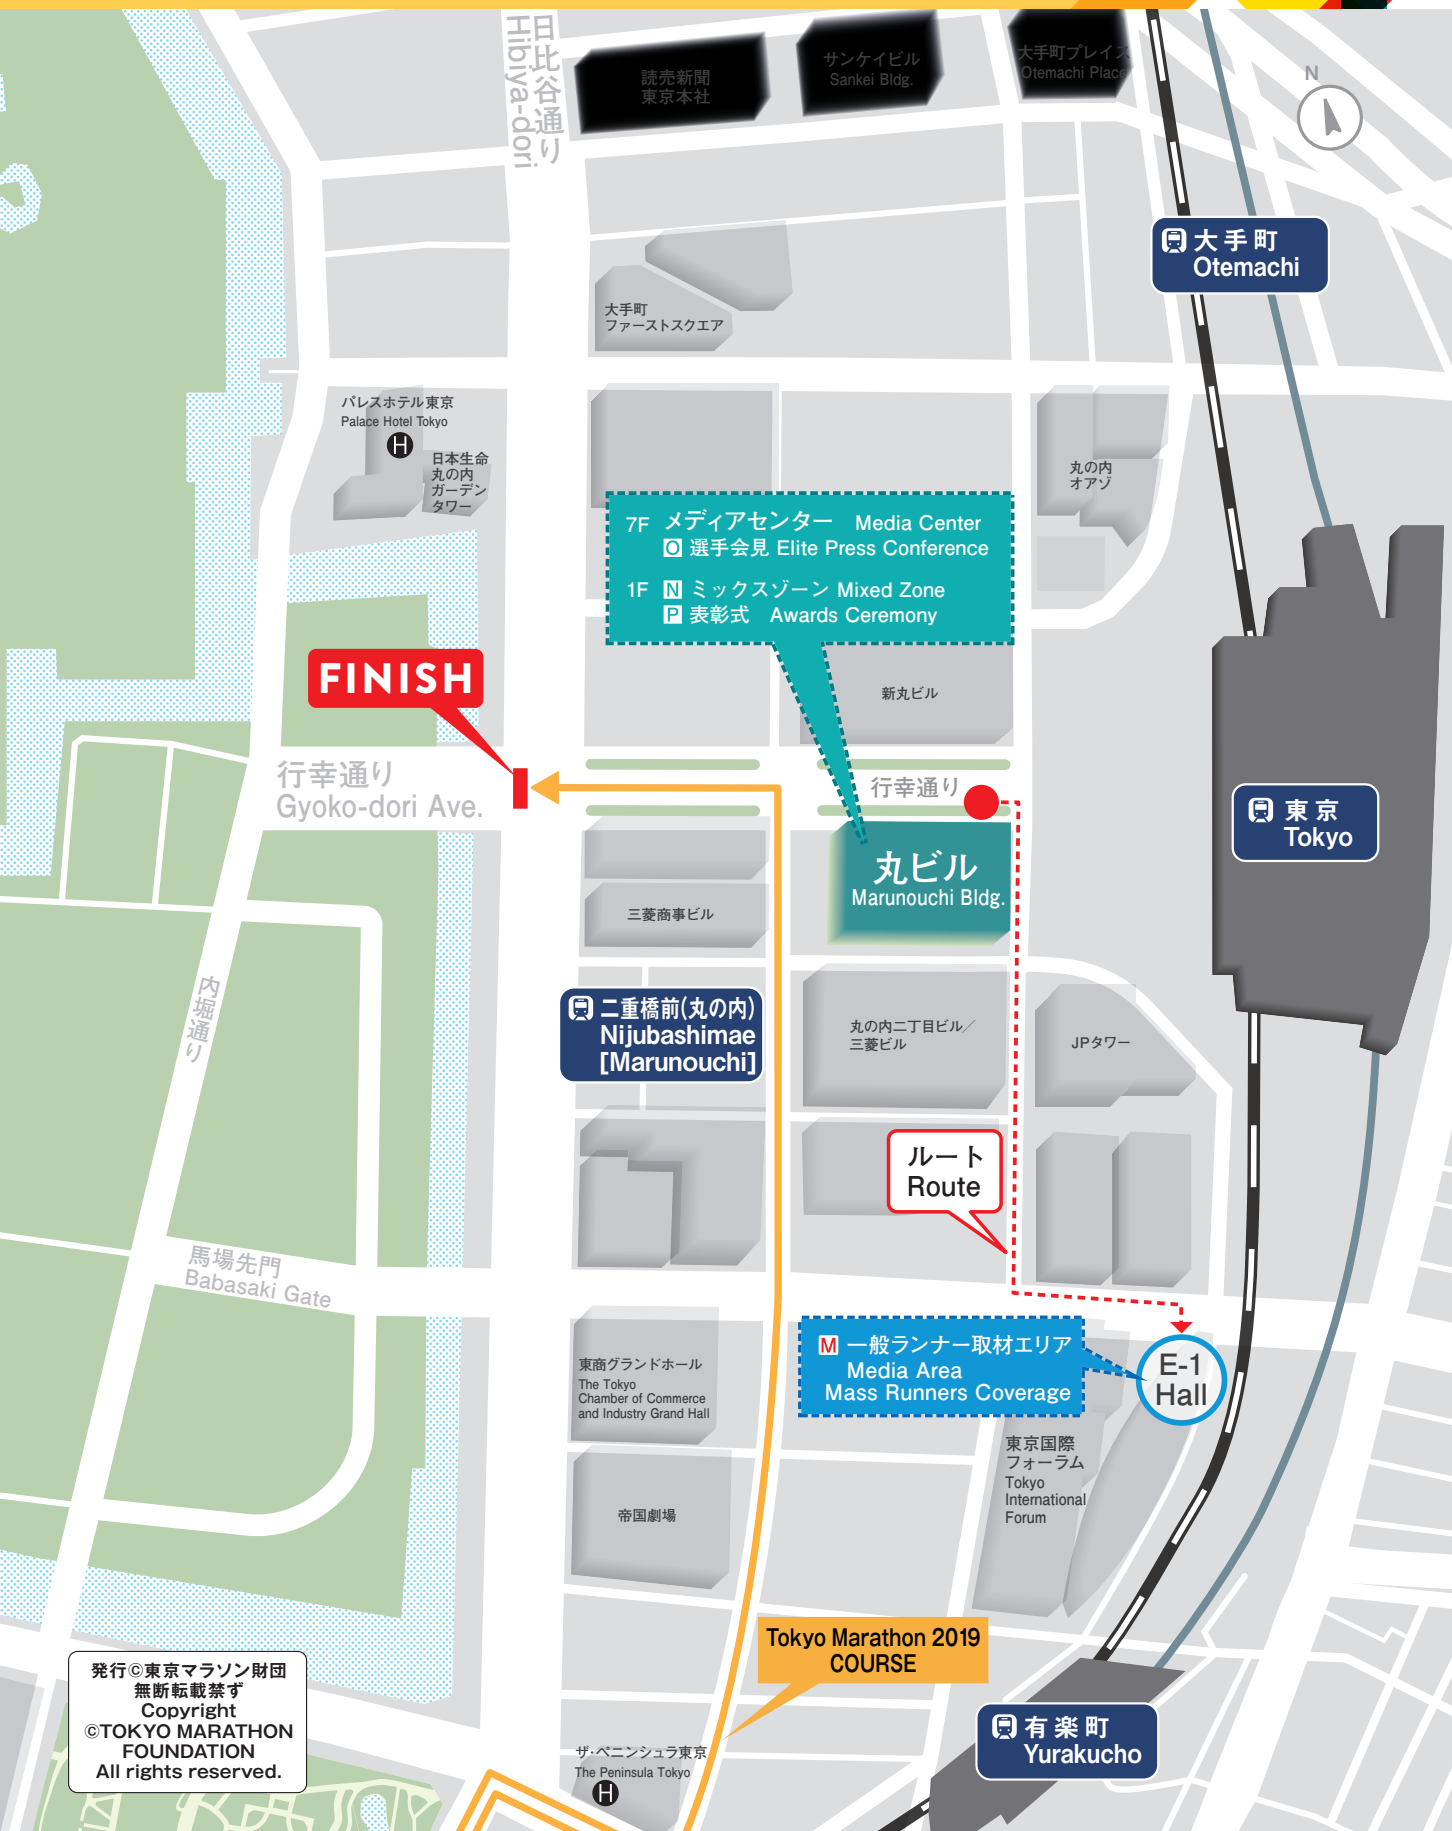 日比谷通り
Hibiya-dori
読売新聞
東京本社
サンケイビル
Sankei Bldg.
大手町プレイス
Otemachi Place
N
大手町
Otemachi
大手町
ファーストスクエア
パレスホテル東京
Palace Hotel Tokyo
H
日本生命
丸の内
ガーデン
タワー
丸の内
オアゾ
7F メディアセンター Media Center
O 選手会見 Elite Press Conference
1F N ミックスゾーン Mixed Zone
P 表彰式 Awards Ceremony
FINISH
新丸ビル
行幸通り
Gyoko-dori Ave.
行幸通り
東京
Tokyo
丸ビル
Marunouchi Bldg.
三菱商事ビル
内堀通り
二重橋前(丸の内)
Nijubashimae
[Marunouchi]
丸の内二丁目ビル/
三菱ビル
JPタワー
ルート
Route
馬場先門
Babasaki Gate
M 一般ランナー取材エリア
Media Area
Mass Runners Coverage
E-1
Hall
東商グランドホール
The Tokyo
Chamber of Commerce
and Industry Grand Hall
東京国際
フォーラム
Tokyo
International
Forum
帝国劇場
Tokyo Marathon 2019
COURSE
発行©東京マラソン財団
無断転載禁ず
Copyright
©TOKYO MARATHON
FOUNDATION
All rights reserved.
有楽町
Yurakucho
ザ・ペニンシュラ東京
The Peninsula Tokyo
H